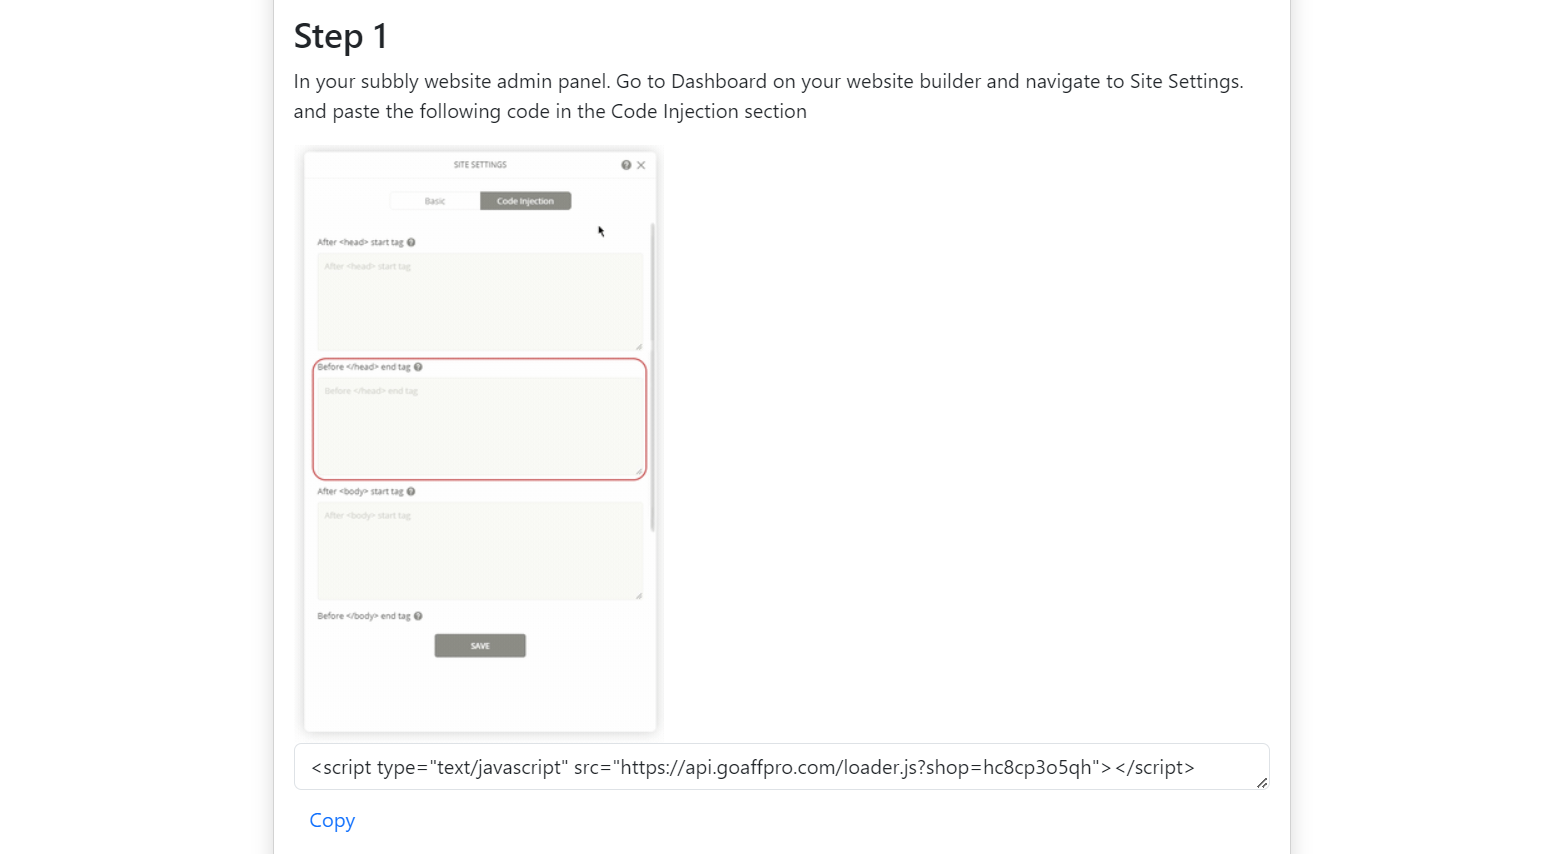 Step 1
In your subbly website admin panel. Go to Dashboard on your website builder and navigate to Site Settings.
and paste the following code in the Code Injection section
SITE SETTINGS
Basic
Code Injection
After <head> start tag
After <head> start tag
Before </head> end tag
Before </head> end tag
After <body> start tag
After <body> start tag
Before </body> end tag
SAVE
<script type="text/javascript" src="https://api.goaffpro.com/loader.js?shop=hc8cp3o5qh"></script>
Copy